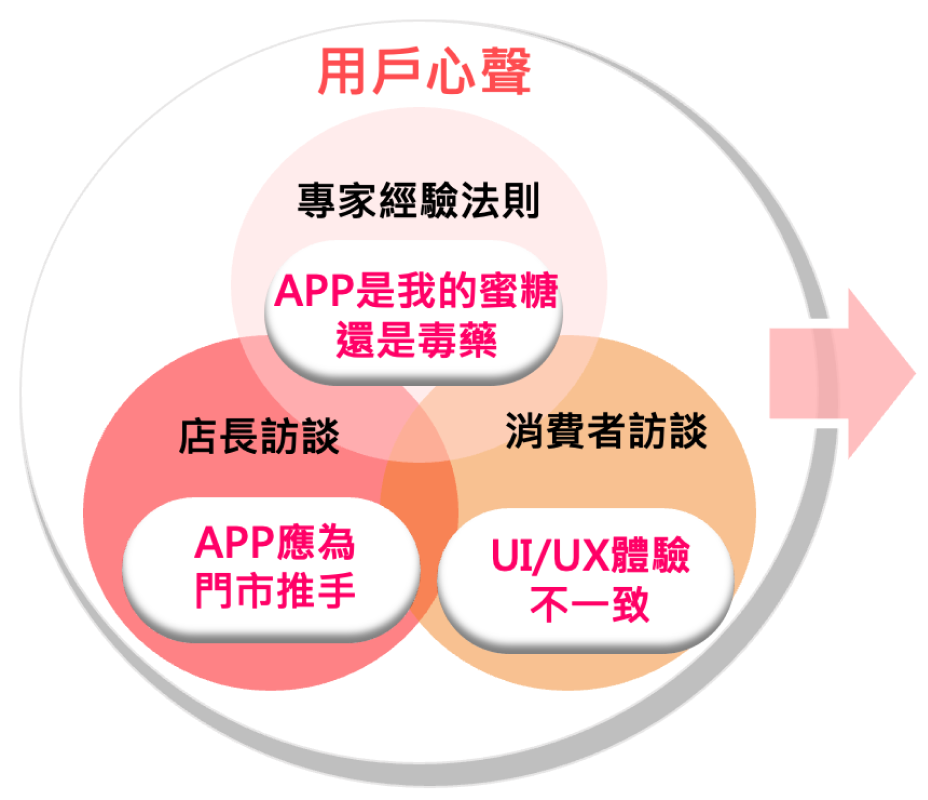 用戶心聲
專家經驗法則
APP是我的蜜糖
還是毒藥
店長訪談
消費者訪談
APP應為
門市推手
UI/UX體驗
不一致